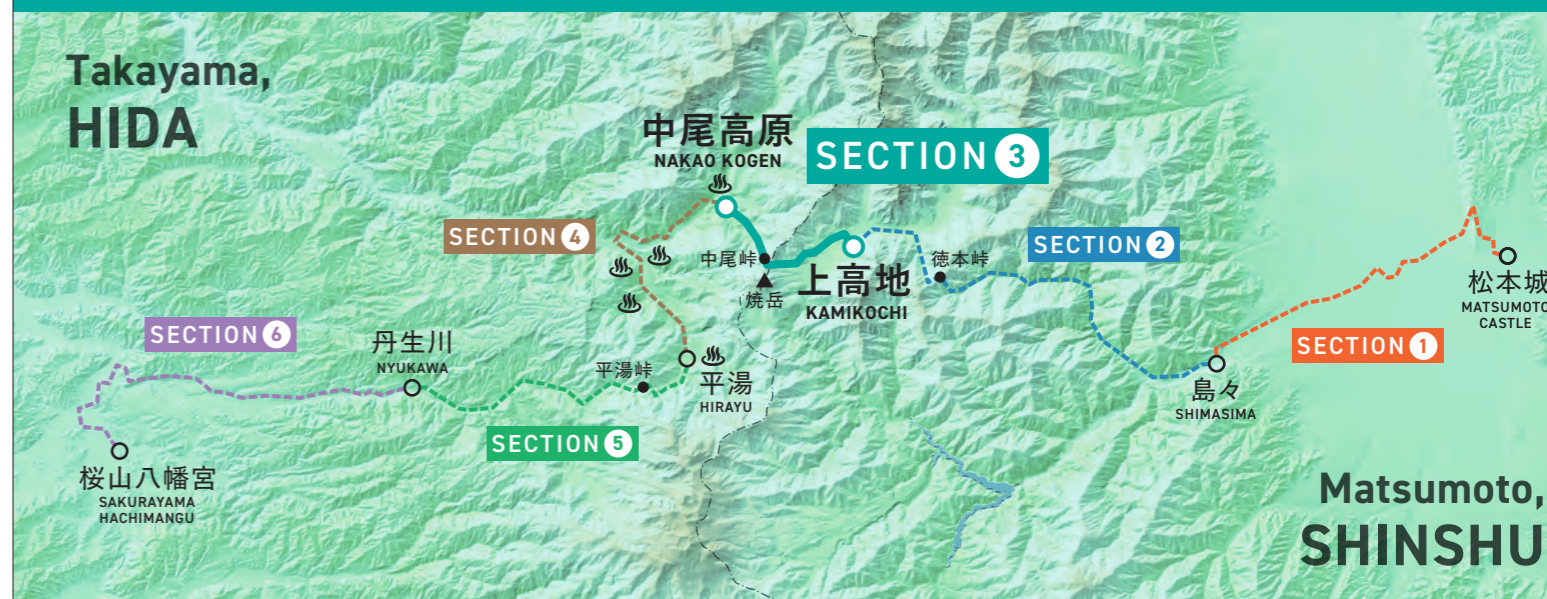 Takayama,
HIDA
中尾高原
NAKAO KOGEN
SECTION 3
SECTION 4
中尾峠
焼岳
上高地
KAMIKOCHI
徳本峠
SECTION 2
松本城
MATSUMOTO
CASTLE
SECTION 1
島々
SHIMASIMA
SECTION 6
丹生川
NYUKAWA
平湯峠
平湯
HIRAYU
SECTION 5
桜山八幡宮
SAKURAYAMA
HACHIMANGU
Matsumoto,
SHINSHU